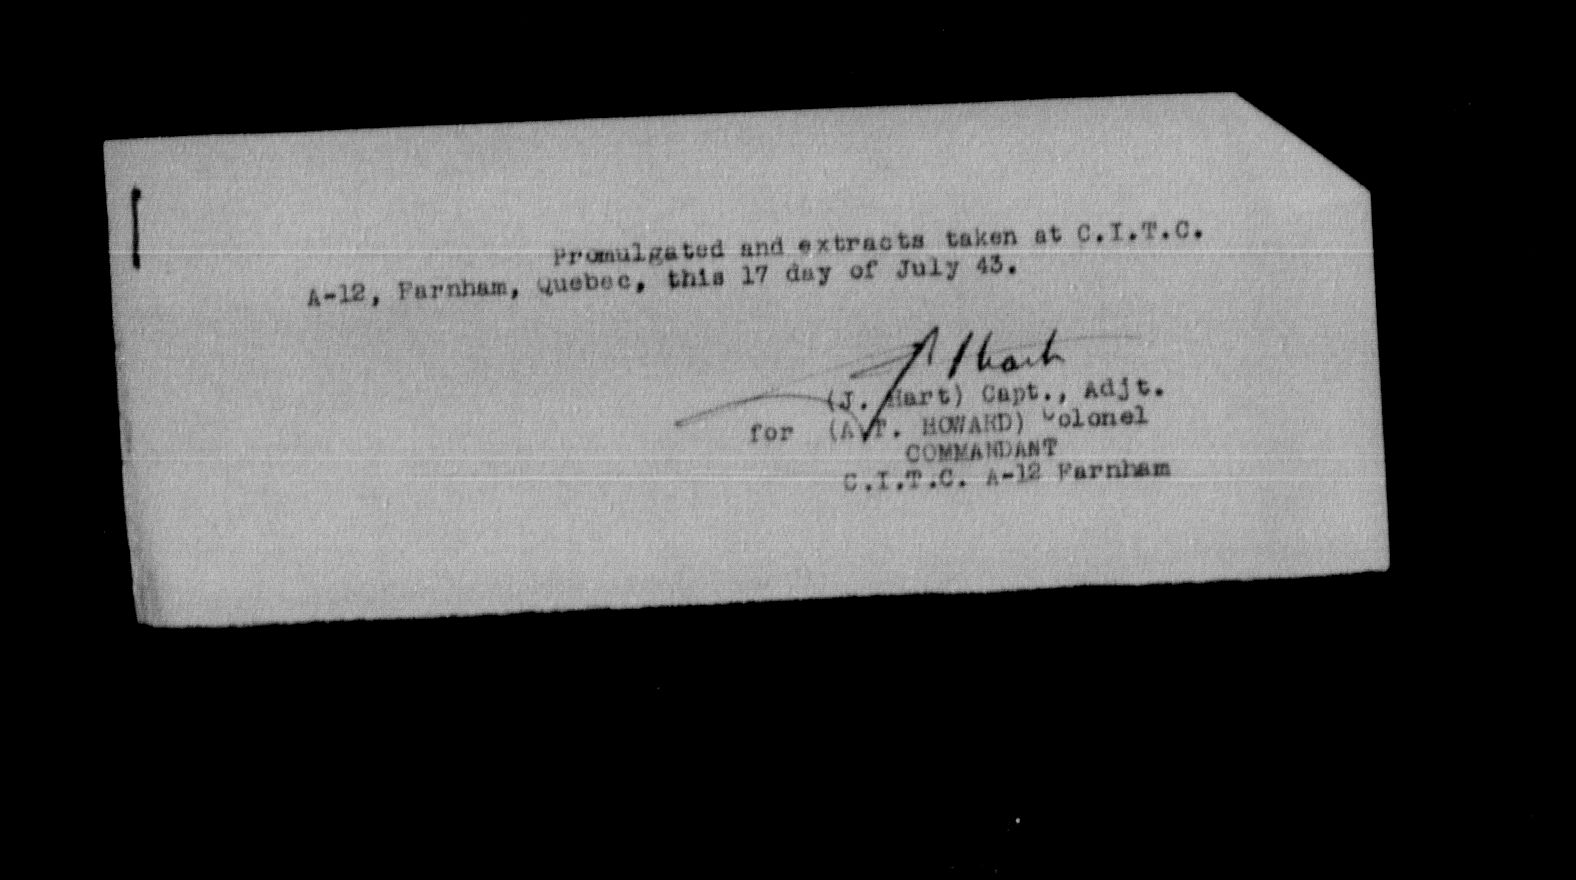 Promulgated and extracts taken at C.I.T.C.
A-12, Farnham, Quebec, this 17 day of July 43.
J Hart
(J. Hart) Capt., Adjt.
for (A.T. HOWARD) Colonel
COMMANDANT
C.I.T.C. A-12 Farnham